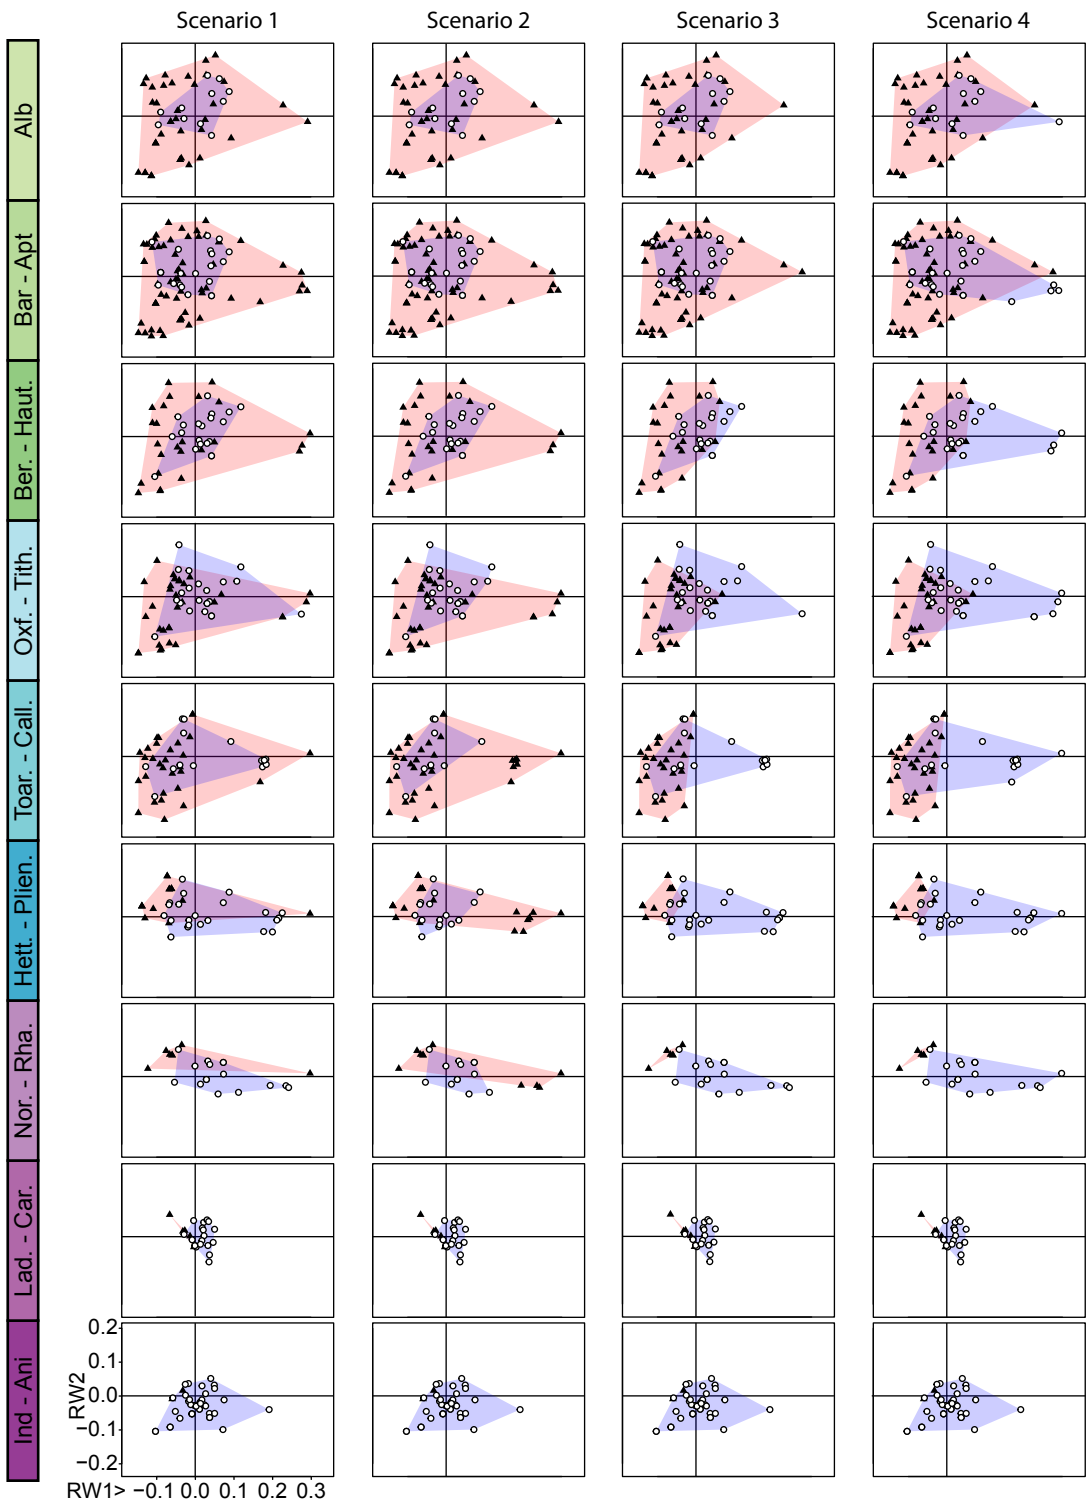 Scenario 1 Scenario 2 Scenario 3 Scenario 4
Alb
Bar - Apt
Ber. - Haut.
Oxf. - Tith.
Toar. - Call.
Hett. - Plien.
Nor. - Rha.
Lad. - Car.
Ind - Ani
RW2
0.2
0.1
0.0
−0.1
−0.2
RW1> −0.1 0.0 0.1 0.2 0.3